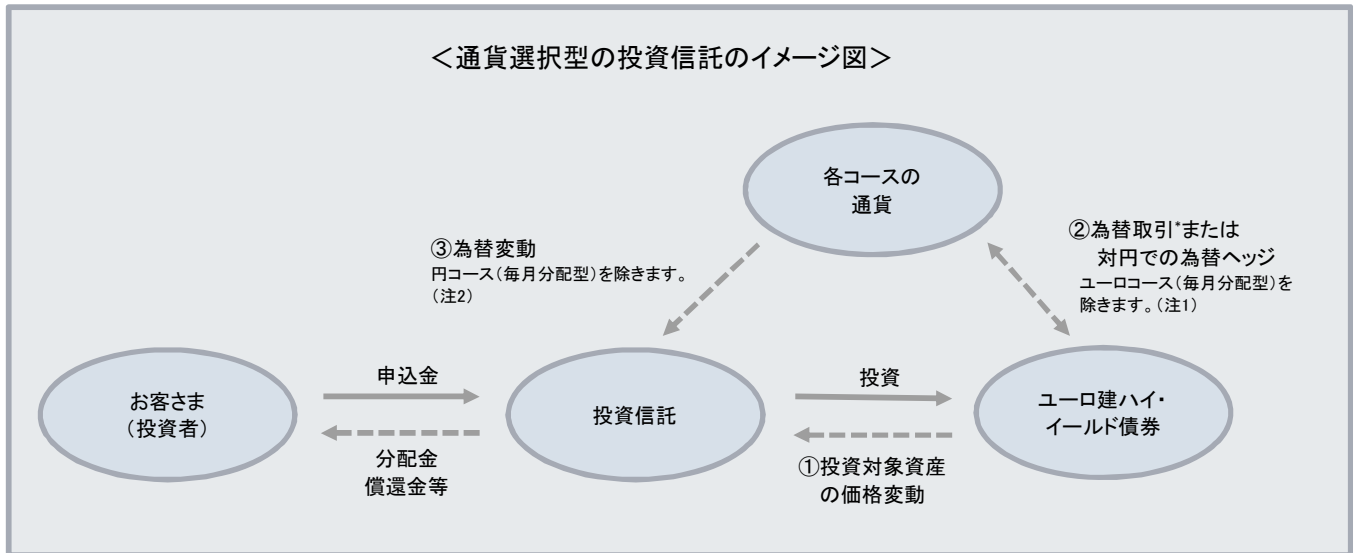 ＜通貨選択型の投資信託のイメージ図＞
各コースの
通貨
③為替変動
円コース（毎月分配型）を除きます。
（注2）
②為替取引*または
対円での為替ヘッジ
ユーロコース（毎月分配型）を
除きます。（注1）
お客さま
（投資者）
申込金
分配金
償還金等
投資信託
投資
①投資対象資産
の価格変動
ユーロ建ハイ・
イールド債券